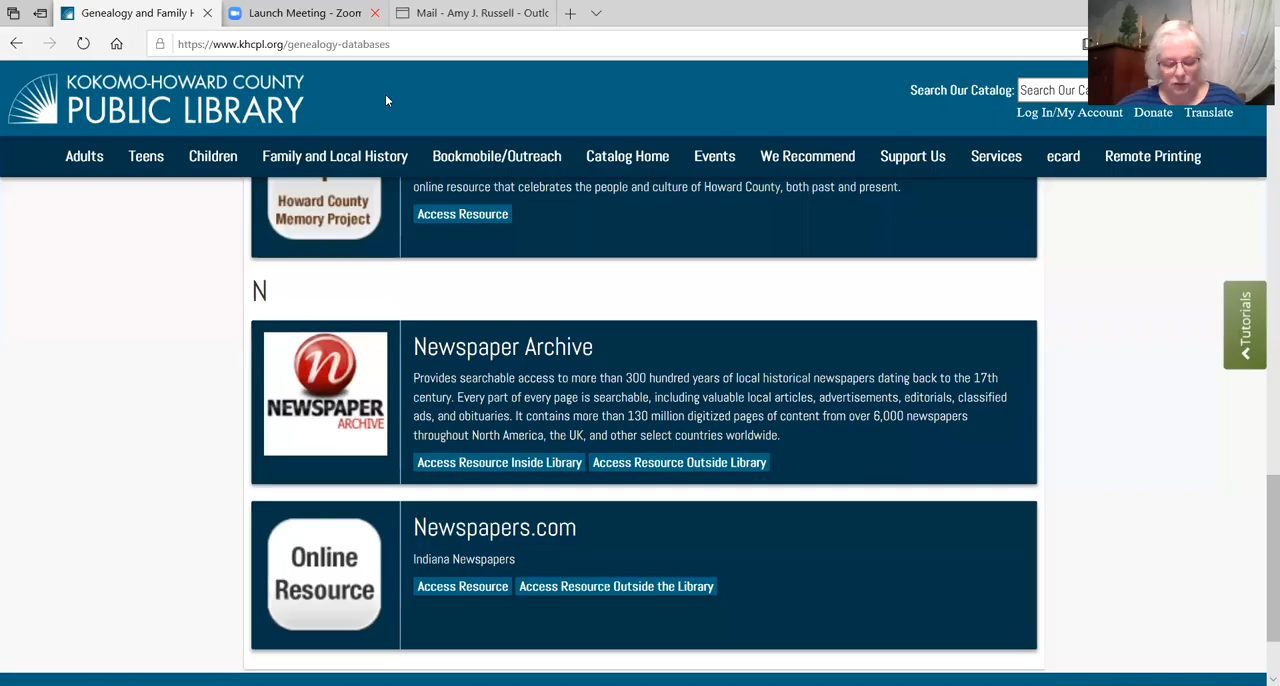 Genealogy and Family H
Launch Meeting - Zoom
Mail - Amy J. Russell - Outlo
https://www.khcpl.org/genealogy-databases
KOKOMO-HOWARD COUNTY
PUBLIC LIBRARY
Search Our Catalog:
Search Our Ca
Log In/My Account
Donate
Translate
Adults
Teens
Children
Family and Local History
Bookmobile/Outreach
Catalog Home
Events
We Recommend
Support Us
Services
ecard
Remote Printing
Howard County
Memory Project
online resource that celebrates the people and culture of Howard County, both past and present.
Access Resource
Tutorials
N
n
NEWSPAPER
ARCHIVE
Newspaper Archive
Provides searchable access to more than 300 hundred years of local historical newspapers dating back to the 17th
century. Every part of every page is searchable, including valuable local articles, advertisements, editorials, classified
ads, and obituaries. It contains more than 130 million digitized pages of content from over 6,000 newspapers
throughout North America, the UK, and other select countries worldwide.
Access Resource Inside Library
Access Resource Outside Library
Online
Resource
Newspapers.com
Indiana Newspapers
Access Resource
Access Resource Outside the Library